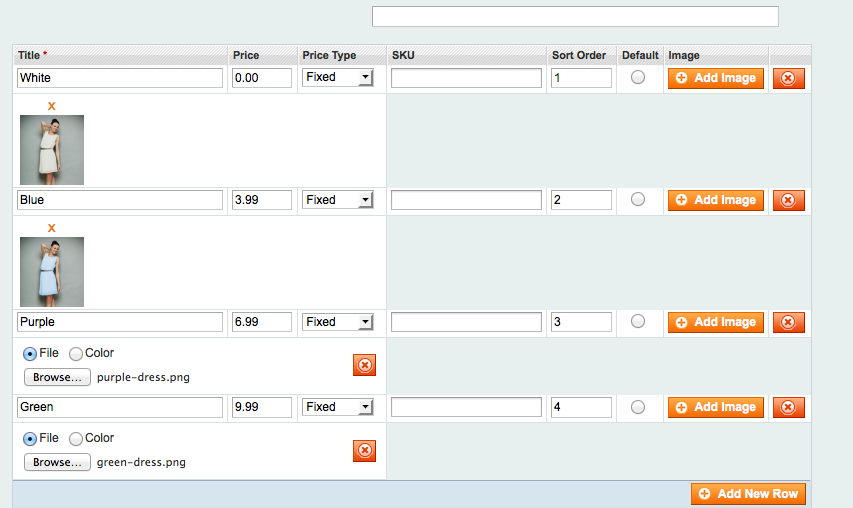 Title * Price Price Type SKU Sort Order Default Image
White 0.00 Fixed 1 Add Image
X
Blue 3.99 Fixed 2 Add Image
X
Purple 6.99 Fixed 3 Add Image
File Color
Browse... purple-dress.png
Green 9.99 Fixed 4 Add Image
File Color
Browse... green-dress.png
Add New Row